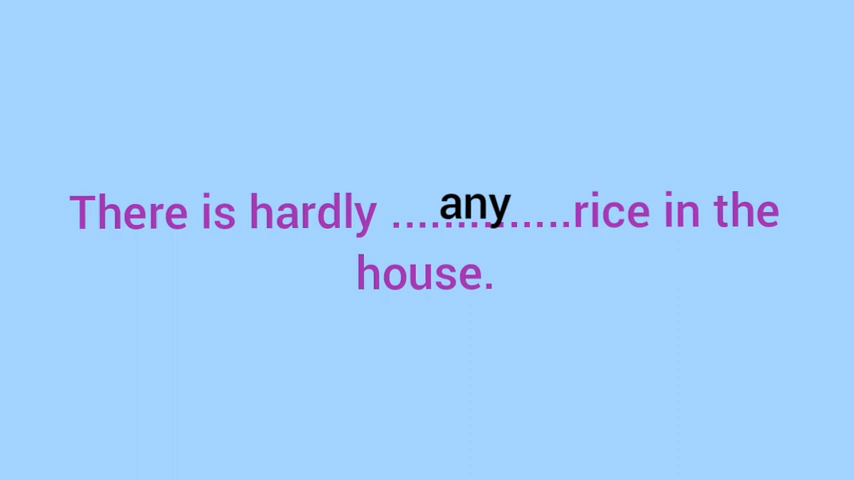 There is hardly .....any.......rice in the
house.